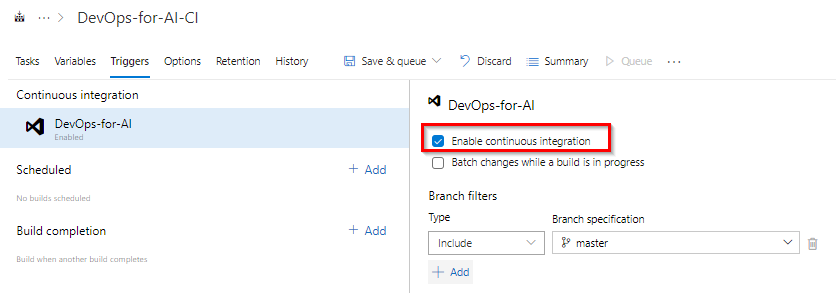 ··· > DevOps-for-AI-CI
Tasks Variables Triggers Options Retention History Save & queue Discard Summary Queue ···
Continuous integration
DevOps-for-AI
Enabled
Scheduled + Add
No builds scheduled
Build completion + Add
Build when another build completes
DevOps-for-AI
Enable continuous integration
Batch changes while a build is in progress
Branch filters
Type Branch specification
Include master
+ Add